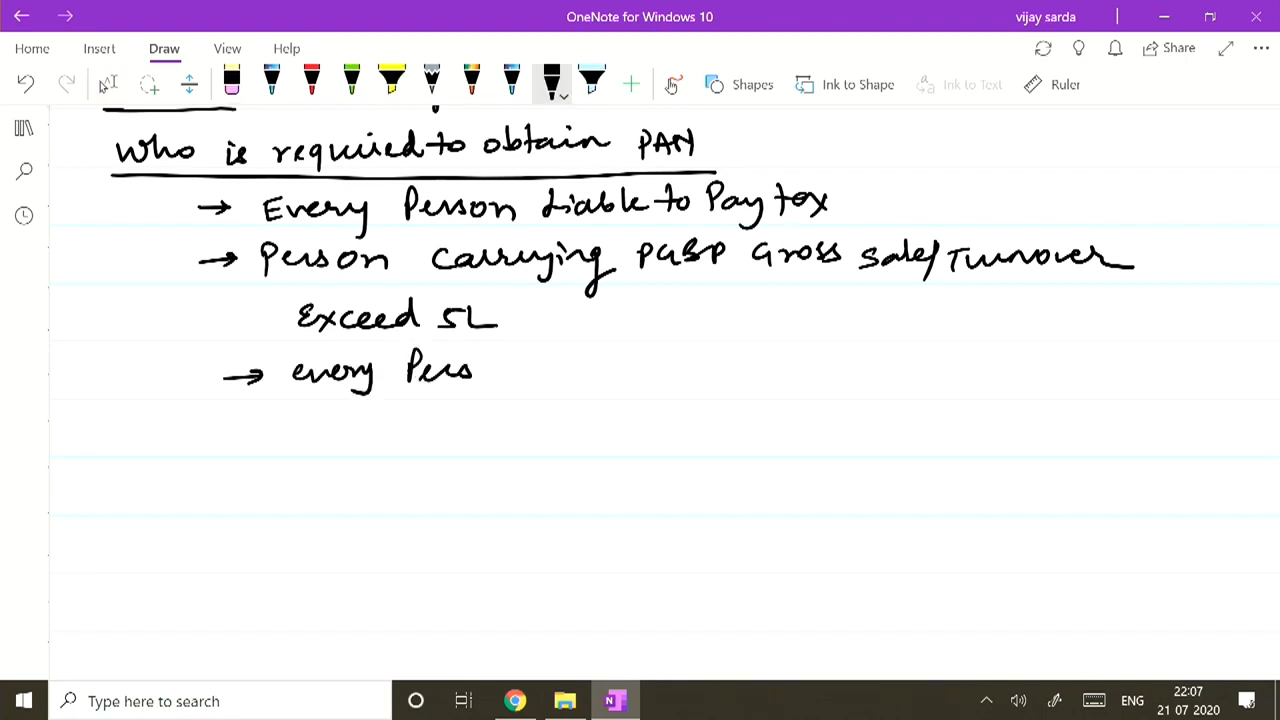 OneNote for Windows 10
vijay sarda
Home Insert Draw View Help
Share
Shapes Ink to Shape Ink to Text Ruler
Who is required to obtain PAN
→ Every Person Liable to Pay tax
→ Person Carrying PGBP Gross Sale/Turnover
Exceed 5L
→ every Pers
Type here to search
ENG
22:07
21 07 2020